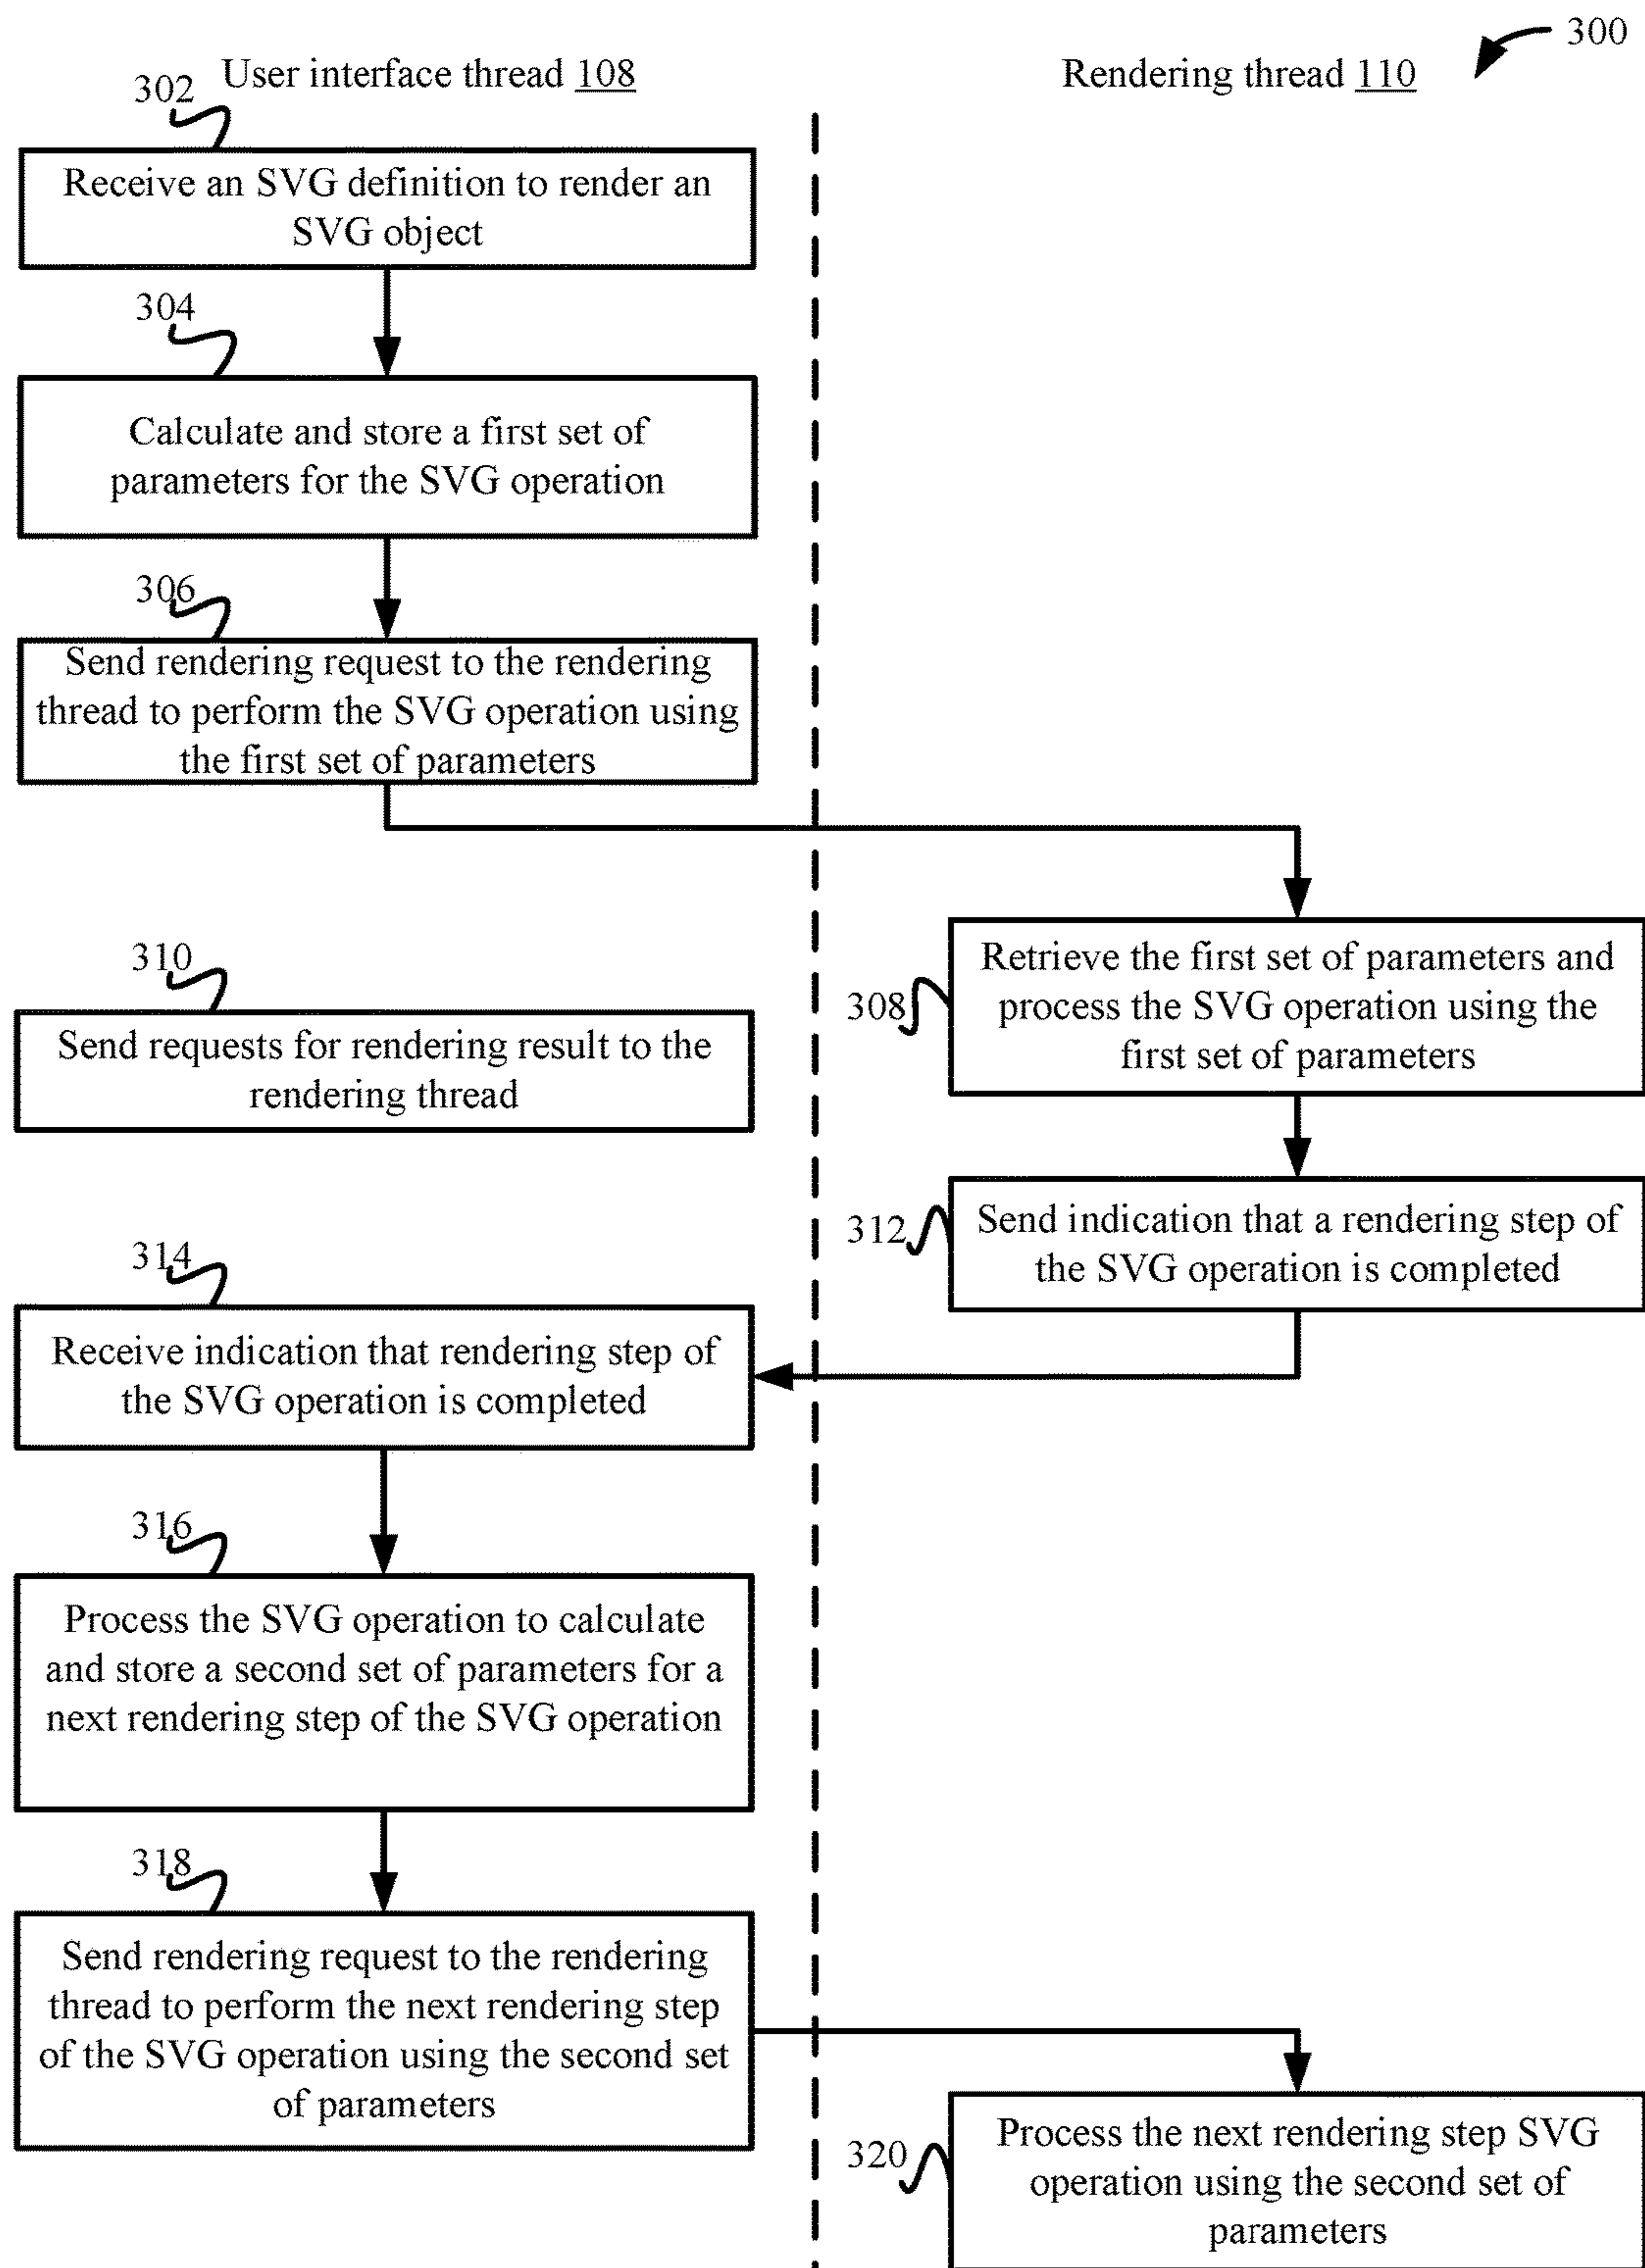 300
User interface thread 108
Rendering thread 110
302
Receive an SVG definition to render an
SVG object
304
Calculate and store a first set of
parameters for the SVG operation
306
Send rendering request to the rendering
thread to perform the SVG operation using
the first set of parameters
308
Retrieve the first set of parameters and
process the SVG operation using the
first set of parameters
310
Send requests for rendering result to the
rendering thread
312
Send indication that a rendering step of
the SVG operation is completed
314
Receive indication that rendering step of
the SVG operation is completed
316
Process the SVG operation to calculate
and store a second set of parameters for a
next rendering step of the SVG operation
318
Send rendering request to the rendering
thread to perform the next rendering step
of the SVG operation using the second set
of parameters
320
Process the next rendering step SVG
operation using the second set of
parameters